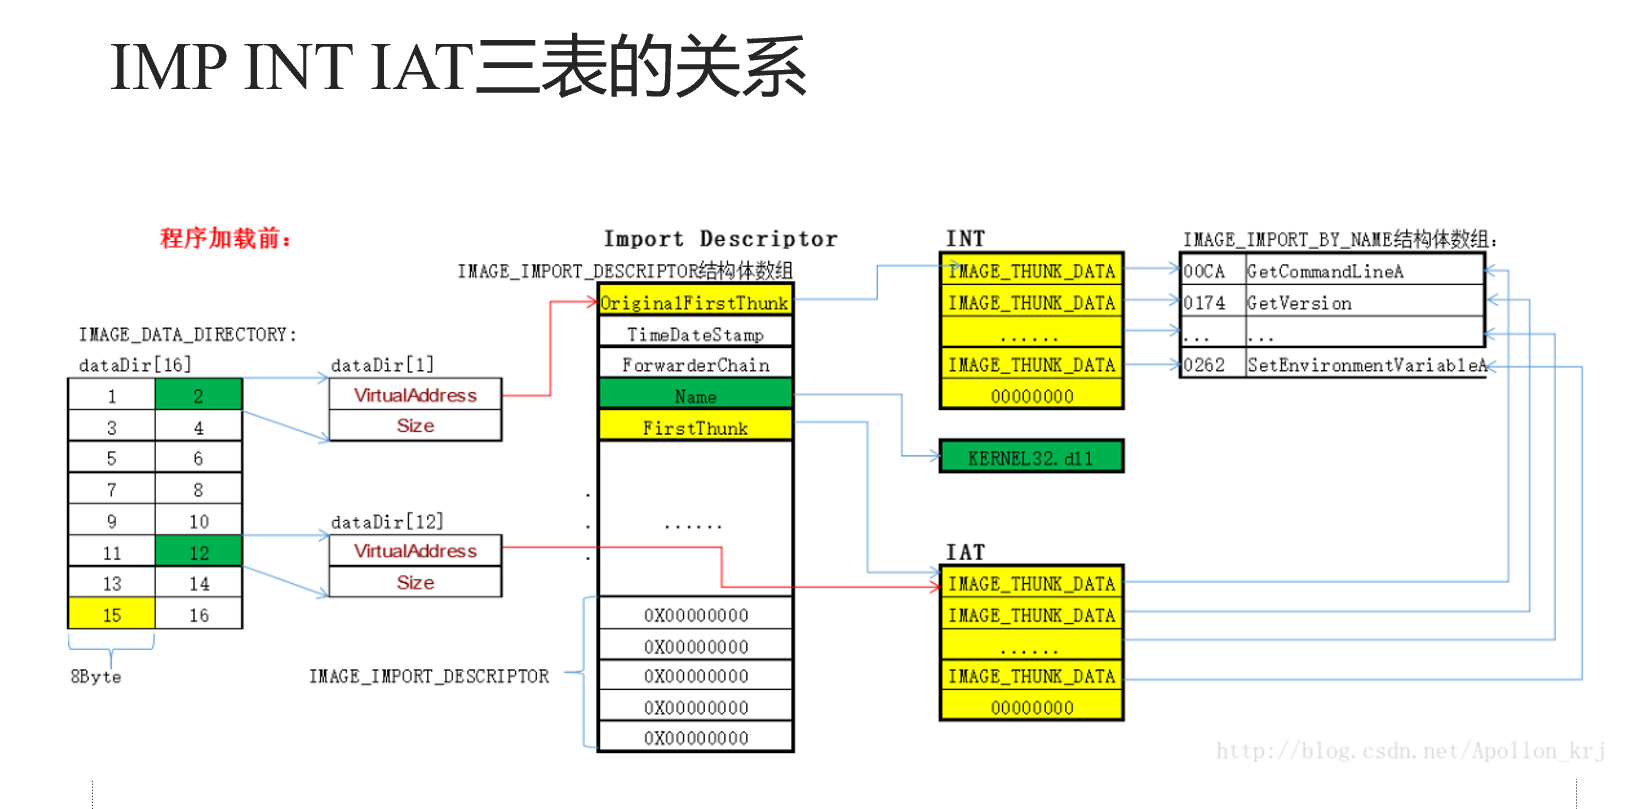 IMP INT IAT三表的关系
程序加载前：
IMAGE_DATA_DIRECTORY:
dataDir[16]
1 2
3 4
5 6
7 8
9 10
11 12
13 14
15 16
8Byte
dataDir[1]
VirtualAddress
Size
dataDir[12]
VirtualAddress
Size
Import Descriptor
IMAGE_IMPORT_DESCRIPTOR结构体数组
OriginalFirstThunk
TimeDateStamp
ForwarderChain
Name
FirstThunk
......
0X00000000
0X00000000
0X00000000
0X00000000
0X00000000
IMAGE_IMPORT_DESCRIPTOR
INT
IMAGE_THUNK_DATA
IMAGE_THUNK_DATA
......
IMAGE_THUNK_DATA
00000000
KERNEL32.dll
IAT
IMAGE_THUNK_DATA
IMAGE_THUNK_DATA
......
IMAGE_THUNK_DATA
00000000
IMAGE_IMPORT_BY_NAME结构体数组：
00CA GetCommandLineA
0174 GetVersion
... ...
0262 SetEnvironmentVariableA
http://blog.csdn.net/Apollon_krj